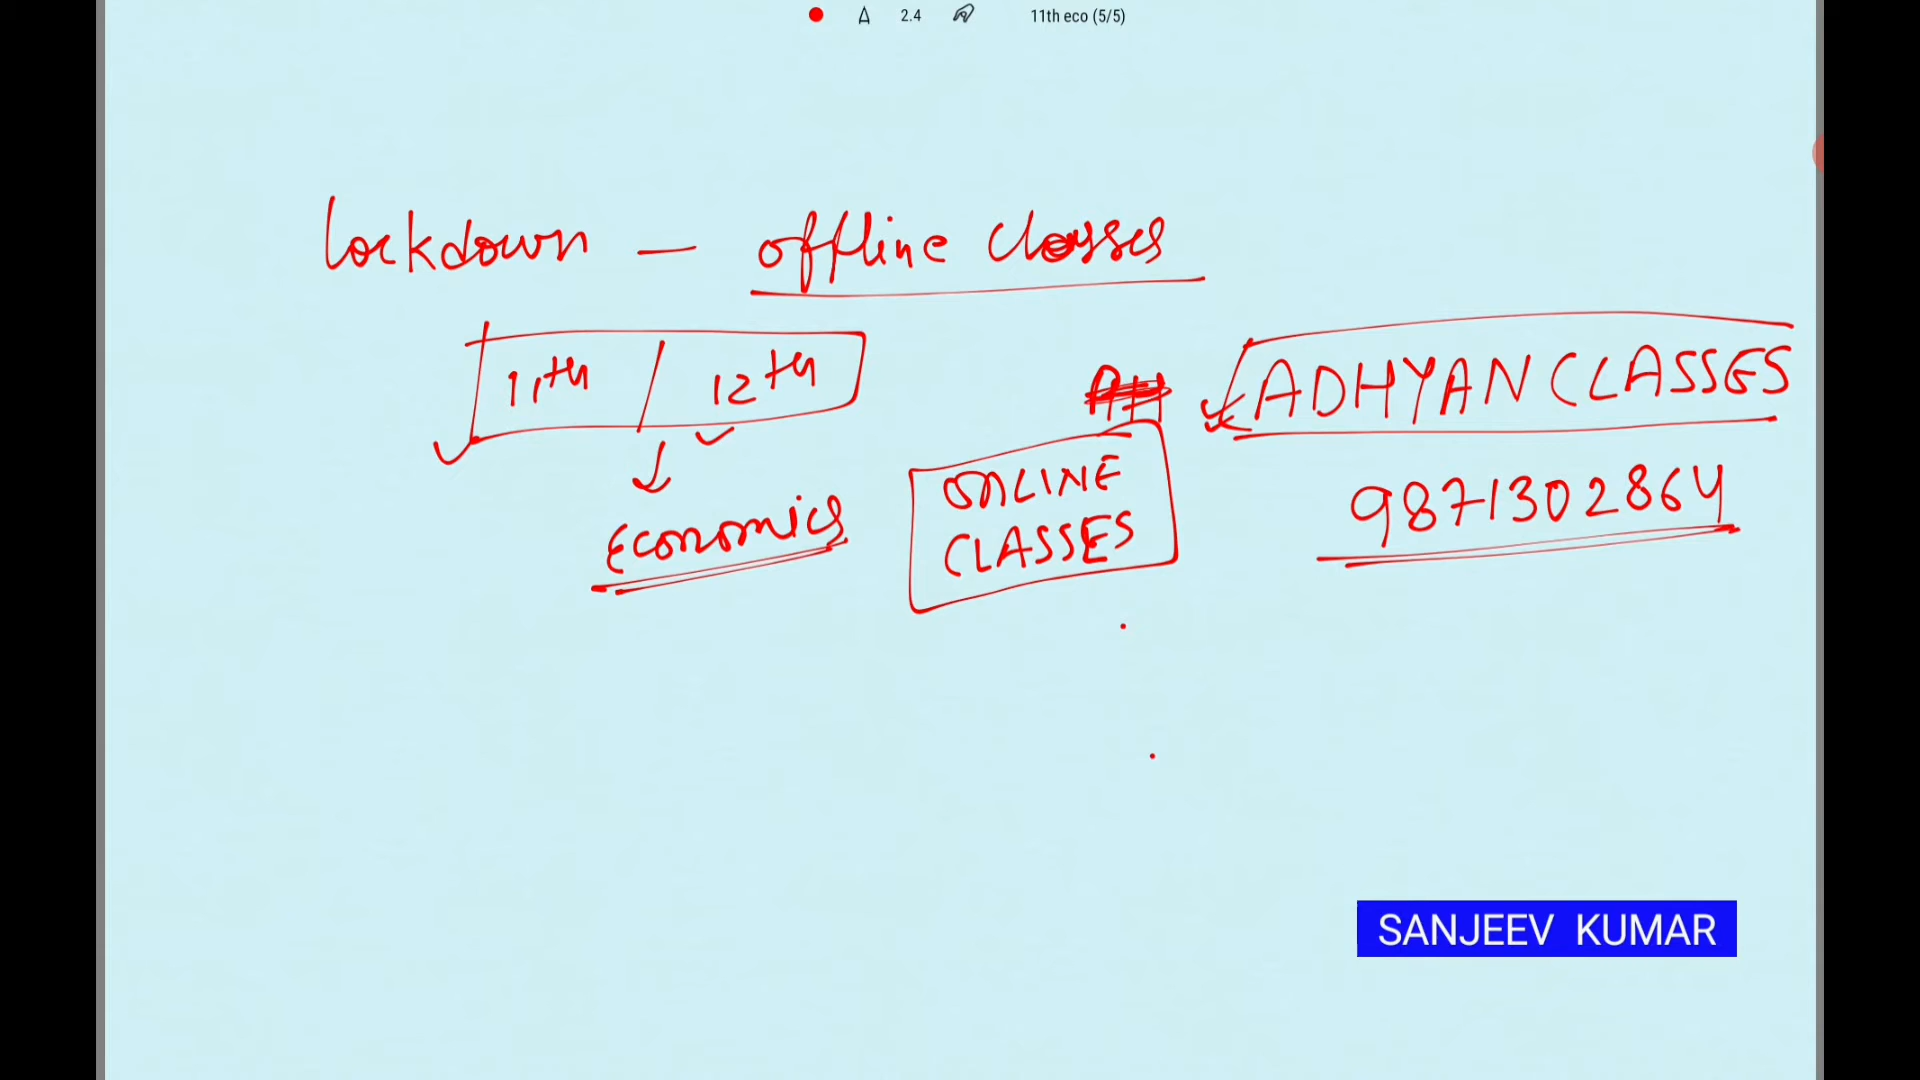 2.4 11th eco (5/5)
lockdown — offline classes
11th / 12th
ADHYAN CLASSES
economics
ONLINE
CLASSES
9871302864
SANJEEV KUMAR